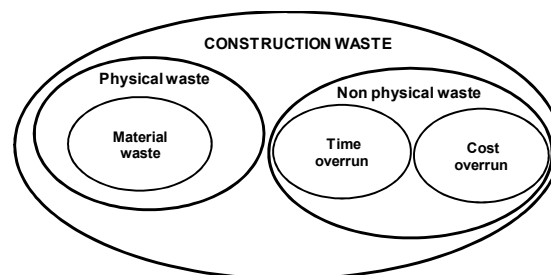 CONSTRUCTION WASTE
Physical waste
Non physical waste
Material
waste
Time
overrun
Cost
overrun